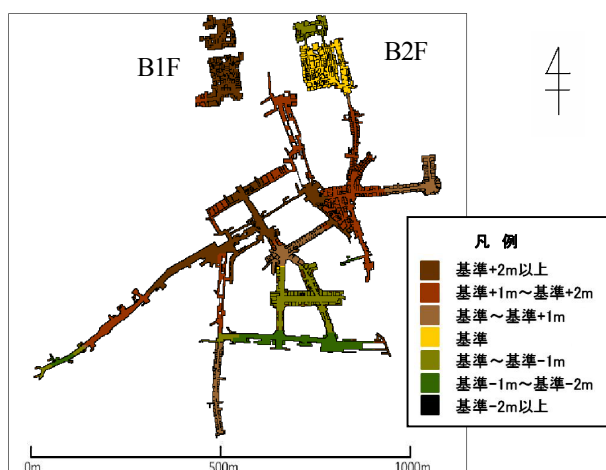 B1F
B2F
凡 例
基準+2m以上
基準+1m~基準+2m
基準~基準+1m
基準
基準~基準-1m
基準-1m~基準-2m
基準-2m以上
0m
500m
1000m